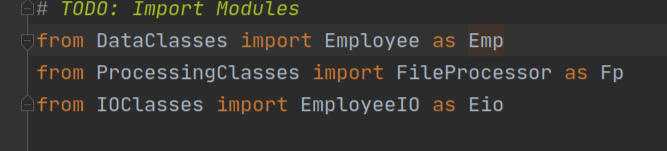 # TODO: Import Modules
from DataClasses import Employee as Emp
from ProcessingClasses import FileProcessor as Fp
from IOClasses import EmployeeIO as Eio